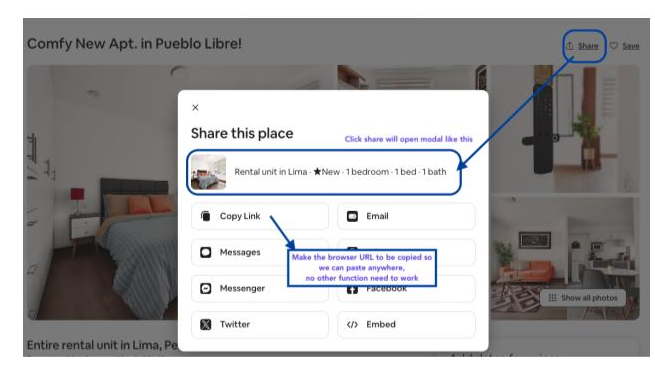 Comfy New Apt. in Pueblo Libre!
Share
Save
×
Share this place
Click share will open modal like this
Rental unit in Lima · ★New · 1 bedroom · 1 bed · 1 bath
Copy Link
Email
Messages
Make the browser URL to be copied so
we can paste anywhere,
no other function need to work
Messenger
Facebook
Show all photos
Twitter
</> Embed
Entire rental unit in Lima, Pe